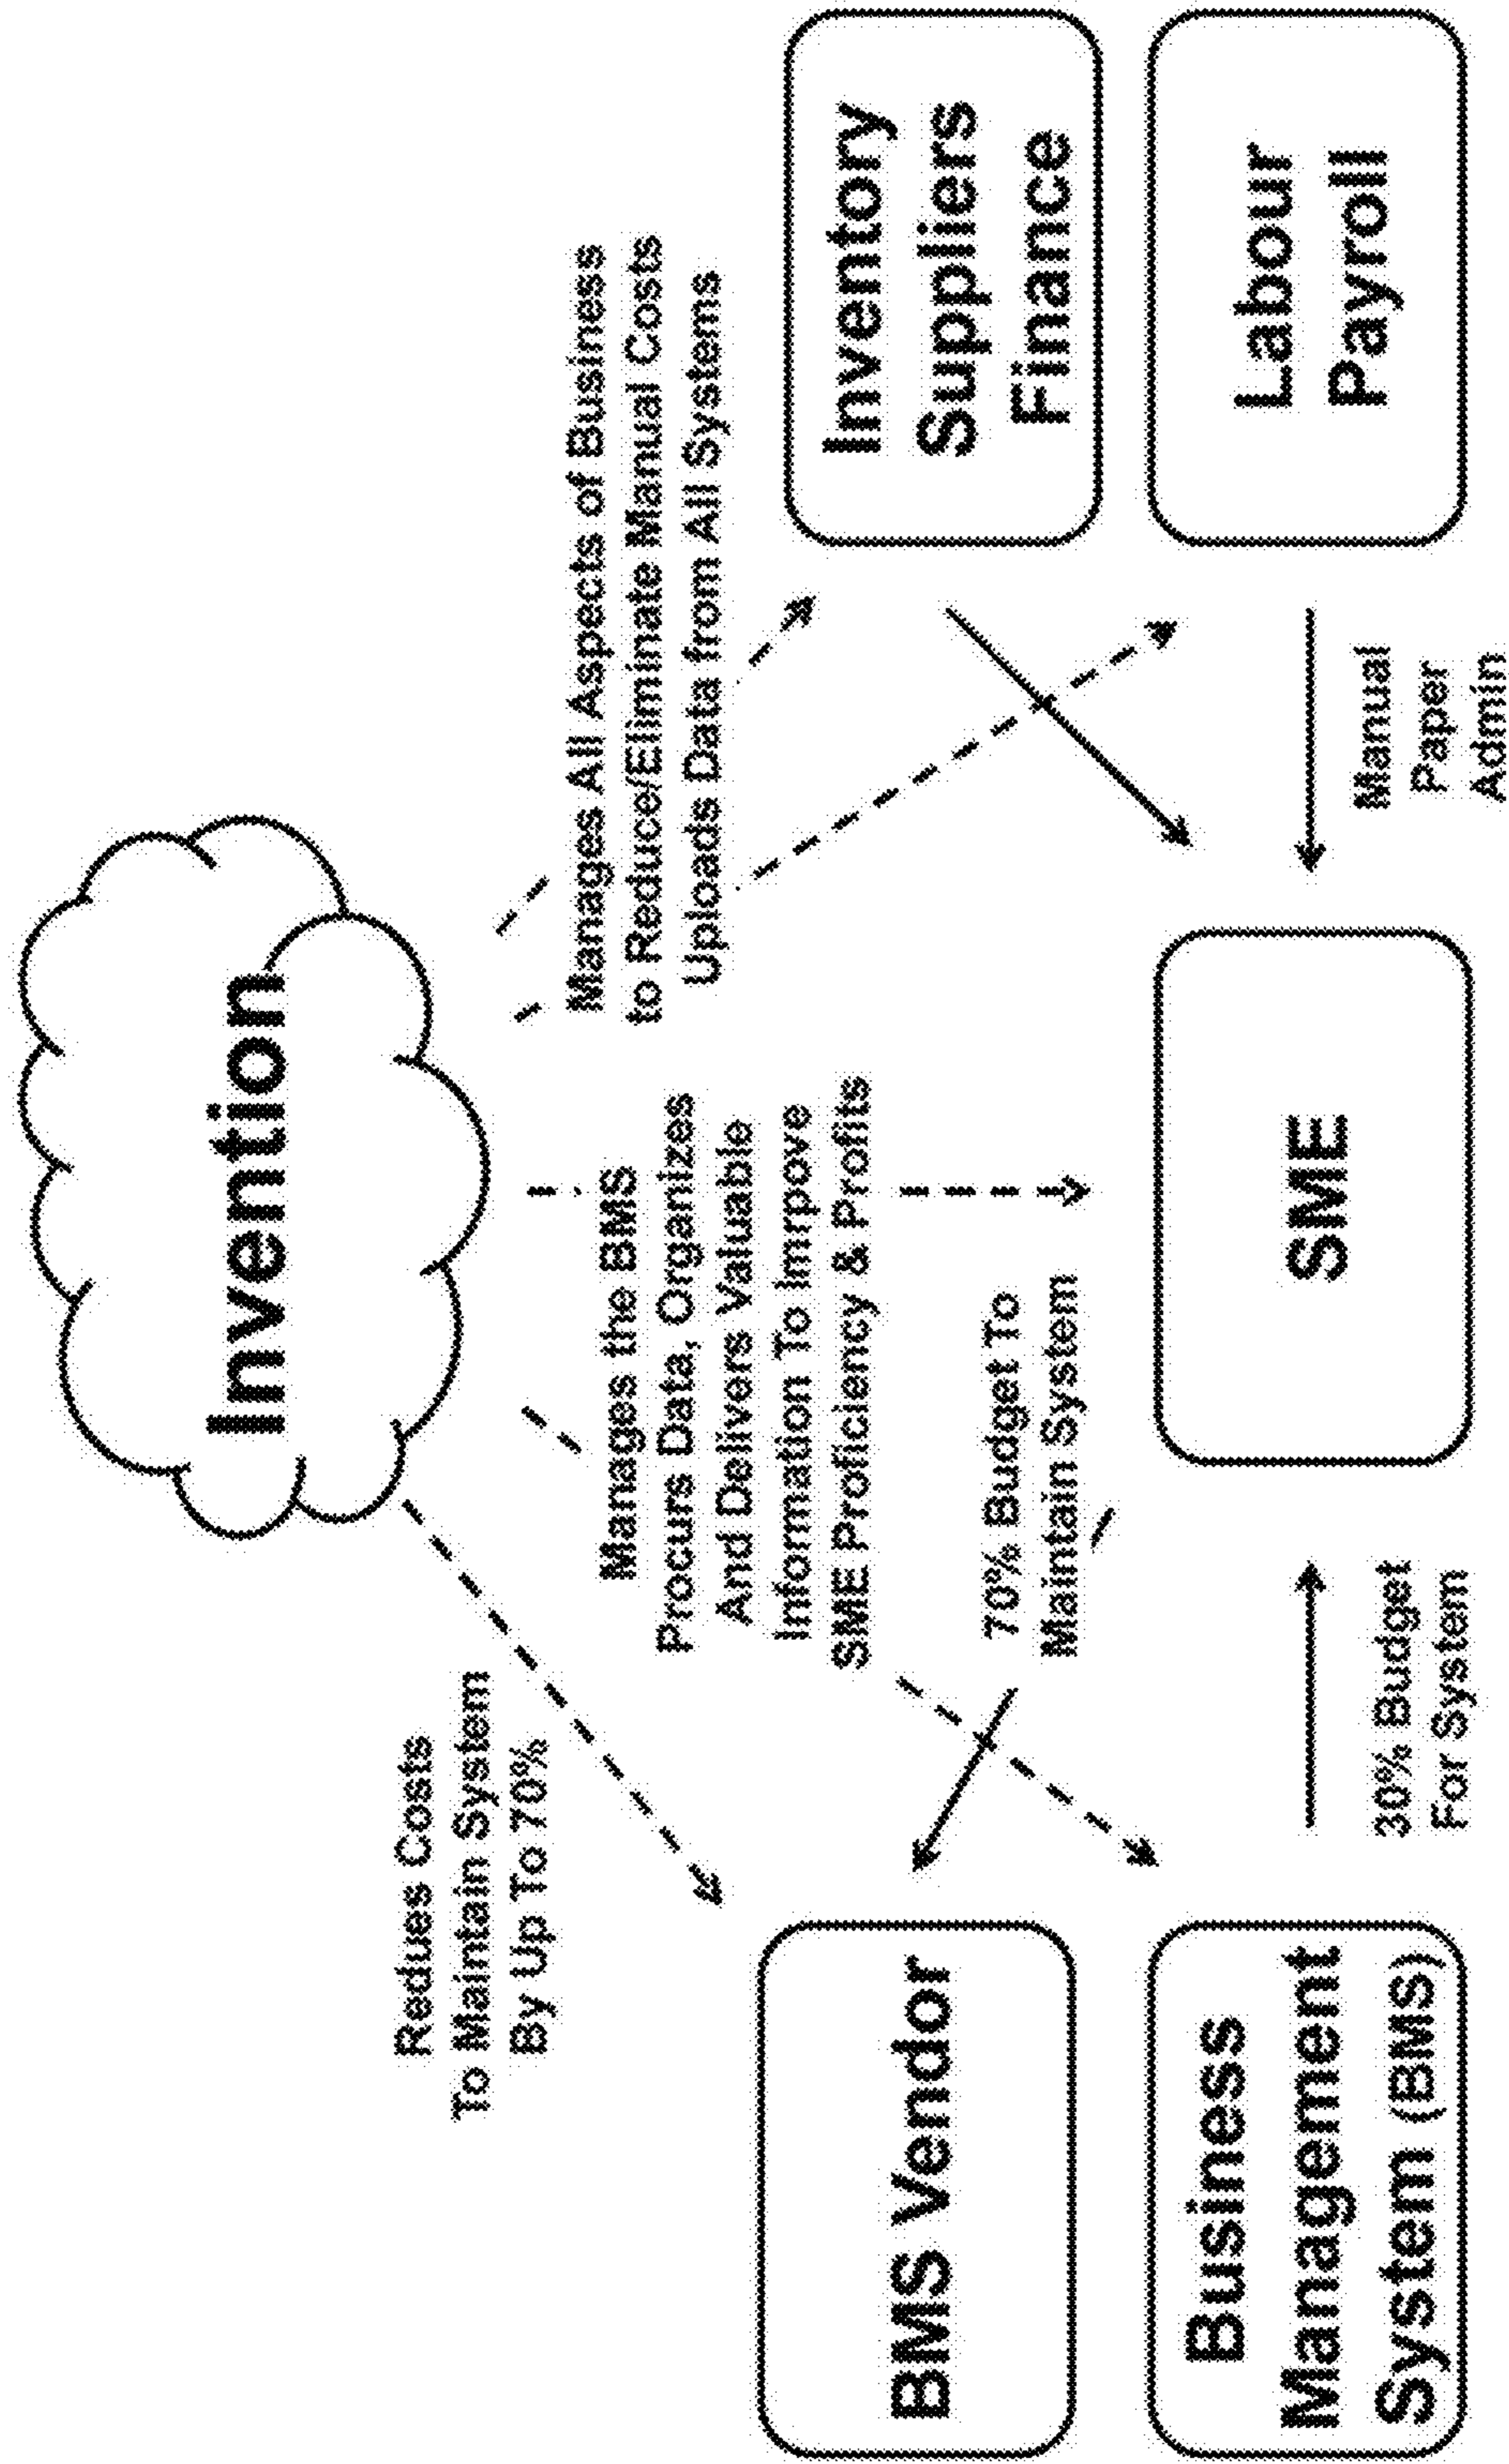 Invention
Redues Costs
To Maintain System
By Up To 70%
Manages the BMS
Procurs Data, Organizes
And Delivers Valuable
Information To Imrpove
SME Proficiency & Profits
Manages All Aspects of Business
to Reduce/Eliminate Manual Costs
Uploads Data from All Systems
70% Budget To
Maintain System
BMS Vendor
Inventory
Suppliers
Finance
Business
Management
System (BMS)
30% Budget
For System
SME
Manual
Paper
Admin
Labour
Payroll